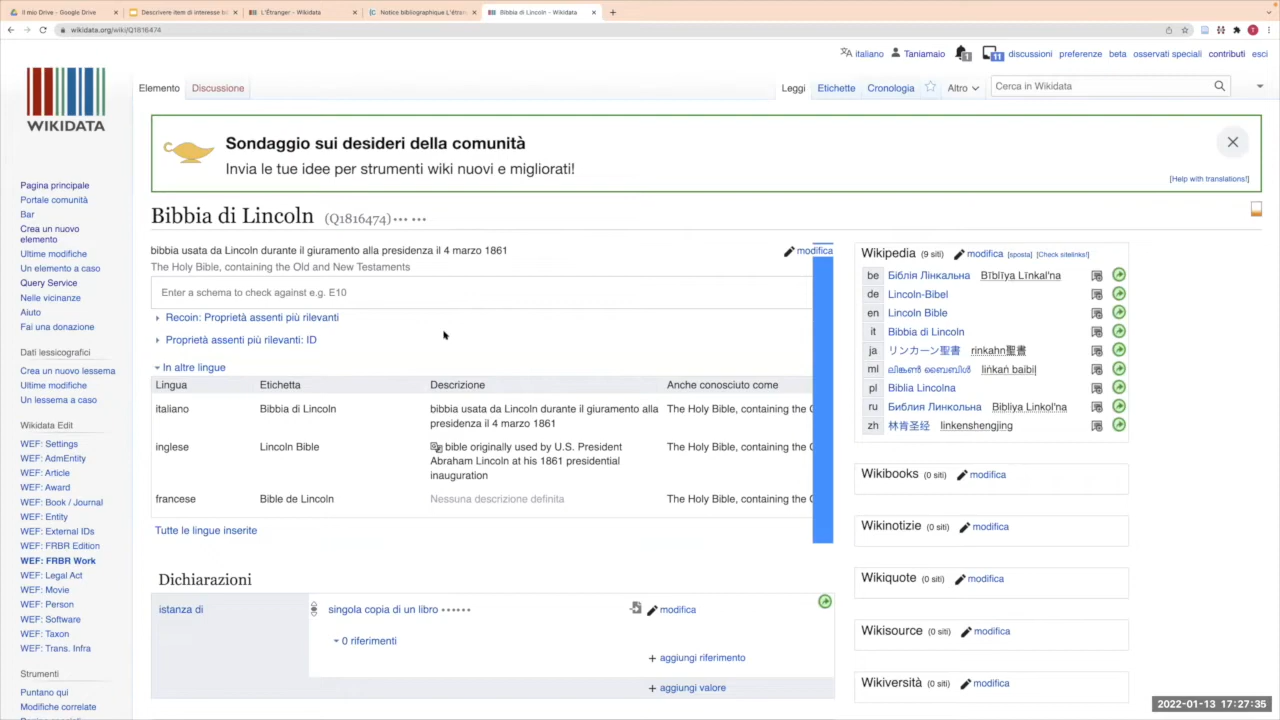 Il mio Drive - Google Drive
Descrivere item di interesse bi
L'Étranger - Wikidata
Notice bibliographique L'étran
Bibbia di Lincoln - Wikidata
wikidata.org/wiki/Q1816474
italiano Taniamaio 1 11 discussioni preferenze beta osservati speciali contributi esci
WIKIDATA
Elemento Discussione Leggi Etichette Cronologia Altro Cerca in Wikidata
Sondaggio sui desideri della comunità
Invia le tue idee per strumenti wiki nuovi e migliorati!
[Help with translations!]
Pagina principale
Portale comunità
Bar
Crea un nuovo
elemento
Ultime modifiche
Un elemento a caso
Query Service
Nelle vicinanze
Aiuto
Fai una donazione
Dati lessicografici
Crea un nuovo lessema
Ultime modifiche
Un lessema a caso
Wikidata Edit
WEF: Settings
WEF: AdmEntity
WEF: Article
WEF: Award
WEF: Book / Journal
WEF: Entity
WEF: External IDs
WEF: FRBR Edition
WEF: FRBR Work
WEF: Legal Act
WEF: Movie
WEF: Person
WEF: Software
WEF: Taxon
WEF: Trans. Infra
Strumenti
Puntano qui
Modifiche correlate
Bibbia di Lincoln (Q1816474)
bibbia usata da Lincoln durante il giuramento alla presidenza il 4 marzo 1861
modifica
The Holy Bible, containing the Old and New Testaments
Enter a schema to check against e.g. E10
Recoin: Proprietà assenti più rilevanti
Proprietà assenti più rilevanti: ID
In altre lingue
Lingua Etichetta Descrizione Anche conosciuto come
italiano Bibbia di Lincoln bibbia usata da Lincoln durante il giuramento alla The Holy Bible, containing the
presidenza il 4 marzo 1861
inglese Lincoln Bible bible originally used by U.S. President The Holy Bible, containing the
Abraham Lincoln at his 1861 presidential
inauguration
francese Bible de Lincoln Nessuna descrizione definita The Holy Bible, containing the
Tutte le lingue inserite
Dichiarazioni
istanza di singola copia di un libro modifica
0 riferimenti
+ aggiungi riferimento
+ aggiungi valore
Wikipedia (9 siti) modifica [sposta] [Check sitelinks!]
be Біблія Лінкальна Bībliya Linkal'na
de Lincoln-Bibel
en Lincoln Bible
it Bibbia di Lincoln
ja リンカーン聖書 rinkahn聖書
ml ലിങ്കൺ ബൈബിൾ liṅkaṇ baibiḷ
pl Biblia Lincolna
ru Библия Линкольна Bibliya Linkol'na
zh 林肯圣经 linkenshengjing
Wikibooks (0 siti) modifica
Wikinotizie (0 siti) modifica
Wikiquote (0 siti) modifica
Wikisource (0 siti) modifica
Wikiversità (0 siti) modifica
2022-01-13 17:27:35